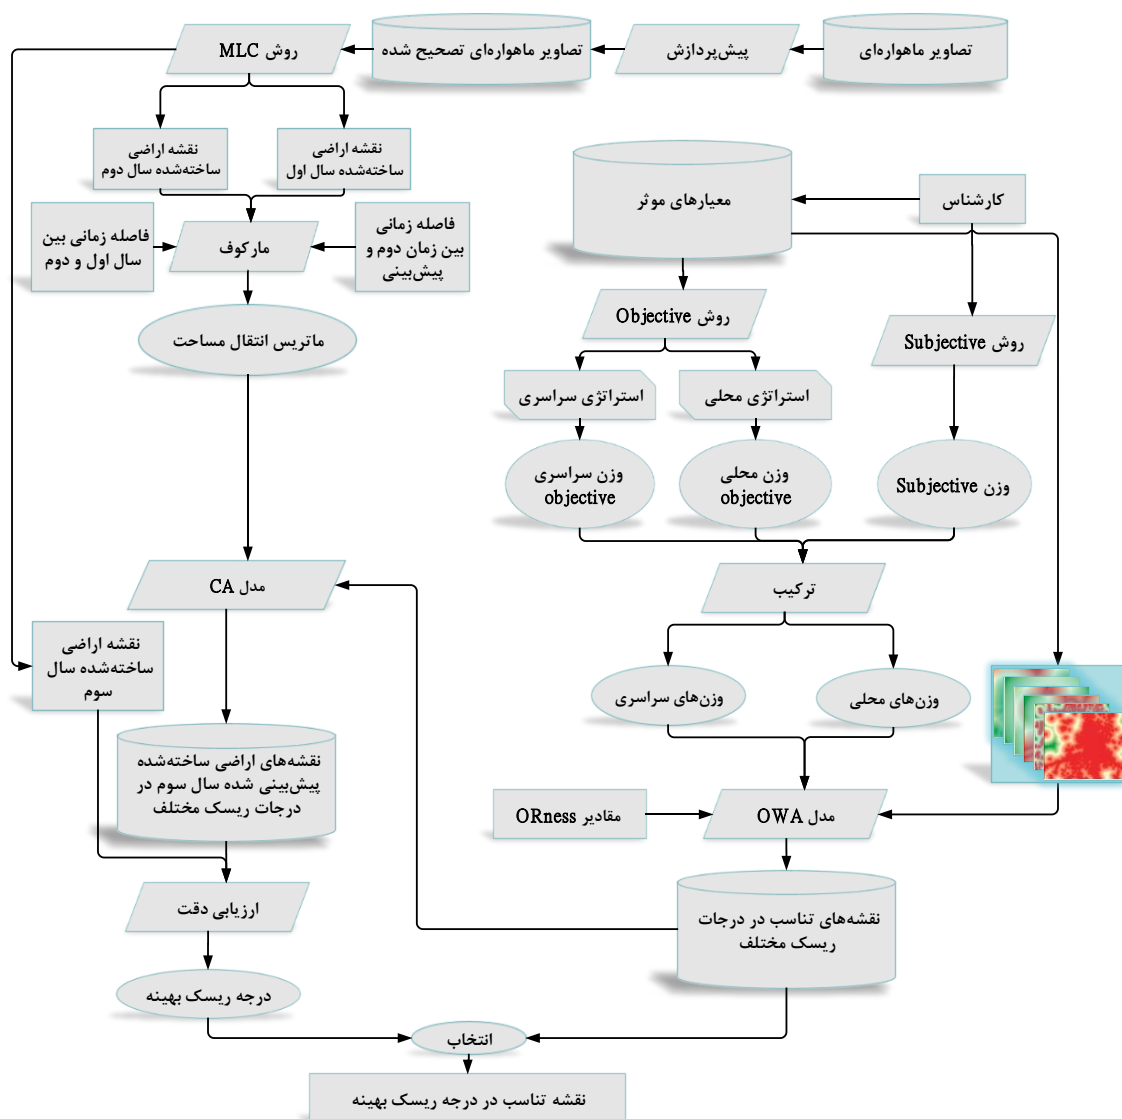 تصاویر ماهواره‌ای
پیش‌پردازش
تصاویر ماهواره‌ای تصحیح شده
روش MLC
نقشه اراضی
ساخته‌شده سال اول
نقشه اراضی
ساخته‌شده سال دوم
فاصله زمانی
بین زمان دوم و
پیش‌بینی
مارکوف
فاصله زمانی بین
سال اول و دوم
ماتریس انتقال مساحت
کارشناس
معیارهای موثر
روش Objective
روش Subjective
استراتژی محلی
استراتژی سراسری
وزن Subjective
وزن محلی
objective
وزن سراسری
objective
ترکیب
وزن‌های محلی
وزن‌های سراسری
مدل OWA
مقادیر ORness
نقشه‌های تناسب در درجات
ریسک مختلف
مدل CA
نقشه اراضی
ساخته‌شده سال
سوم
نقشه‌های اراضی ساخته‌شده
پیش‌بینی شده سال سوم در
درجات ریسک مختلف
ارزیابی دقت
درجه ریسک بهینه
انتخاب
نقشه تناسب در درجه ریسک بهینه